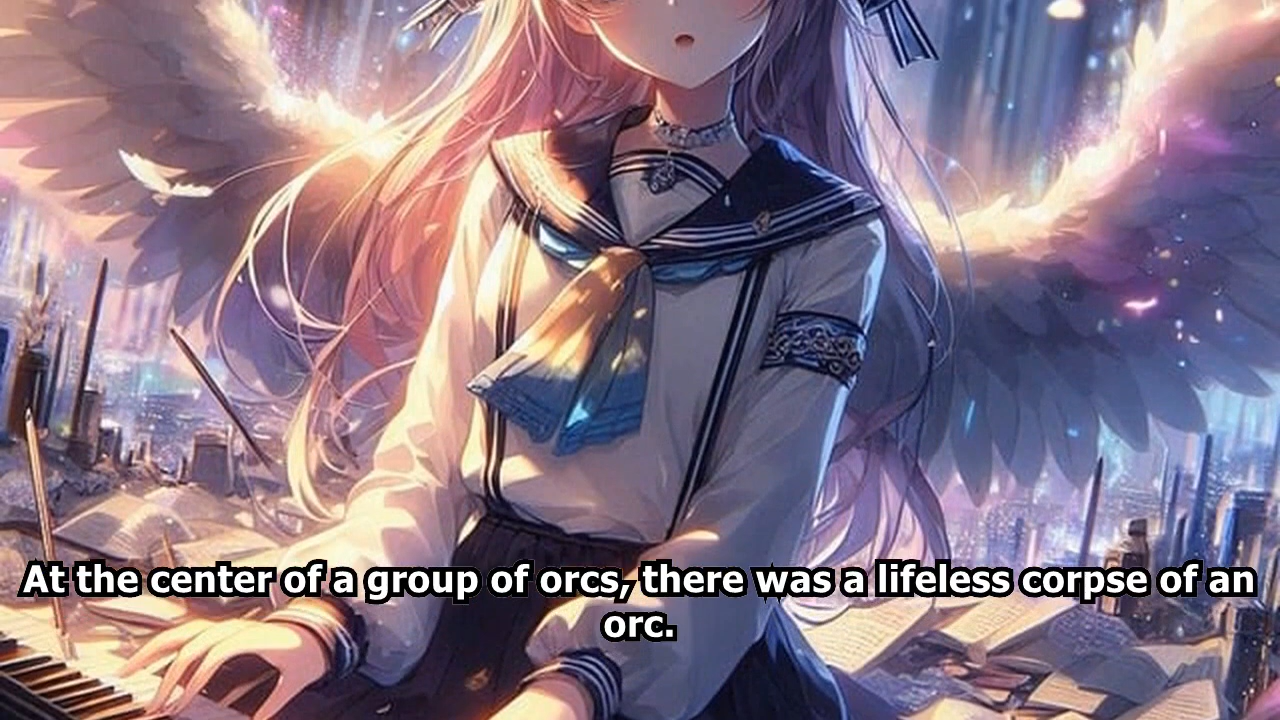 At the center of a group of orcs, there was a lifeless corpse of an
orc.